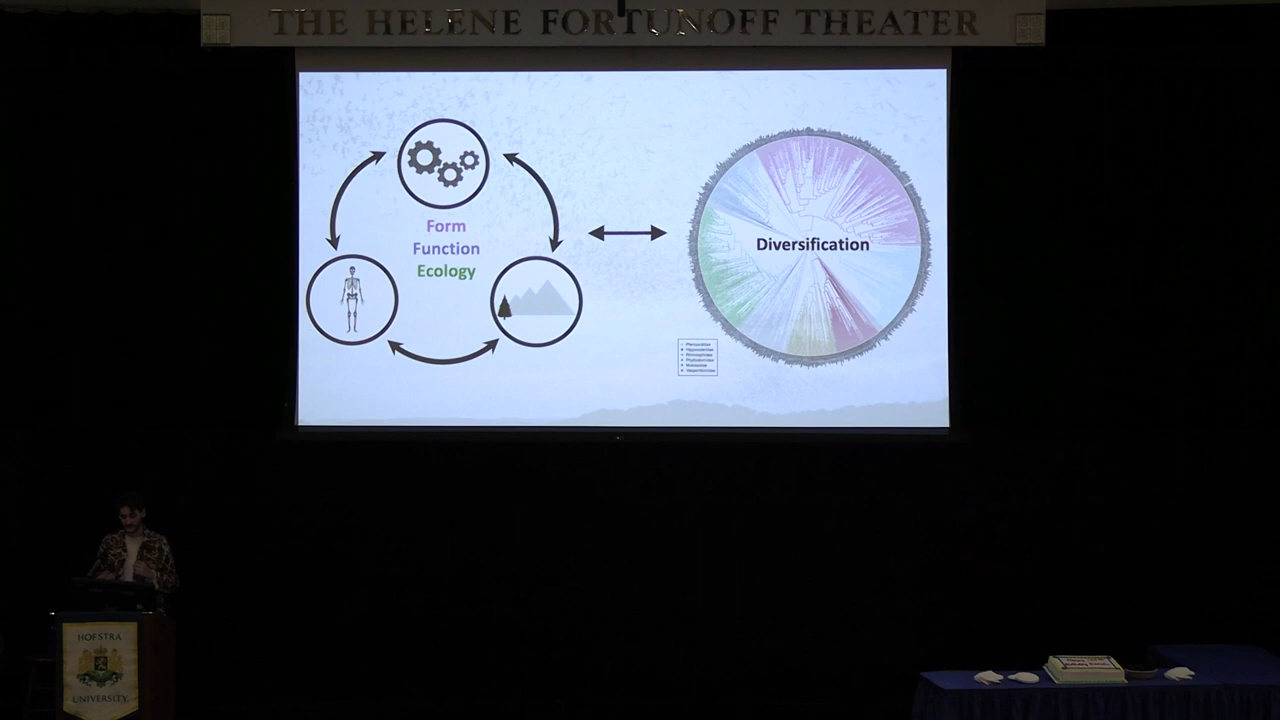 THE HELENE FORTUNOFF THEATER
Form
Function
Ecology
Diversification
HOFSTRA
UNIVERSITY